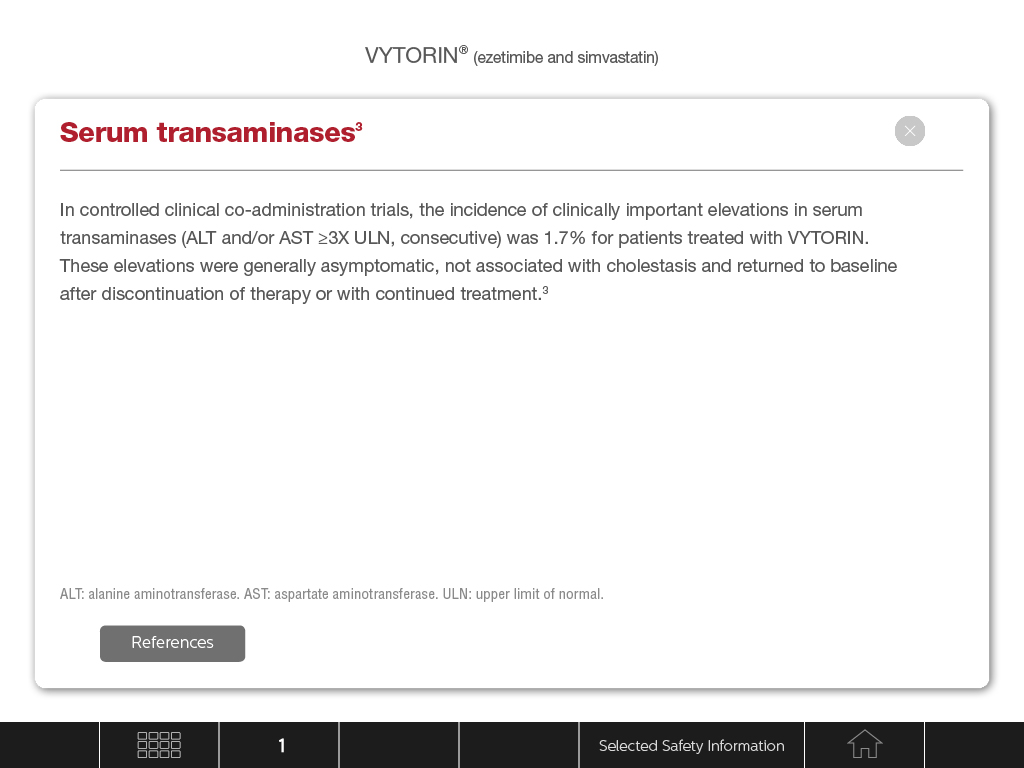 VYTORIN® (ezetimibe and simvastatin)
Serum transaminases³
In controlled clinical co-administration trials, the incidence of clinically important elevations in serum
transaminases (ALT and/or AST ≥3X ULN, consecutive) was 1.7% for patients treated with VYTORIN.
These elevations were generally asymptomatic, not associated with cholestasis and returned to baseline
after discontinuation of therapy or with continued treatment.³
ALT: alanine aminotransferase. AST: aspartate aminotransferase. ULN: upper limit of normal.
References
1
Selected Safety Information